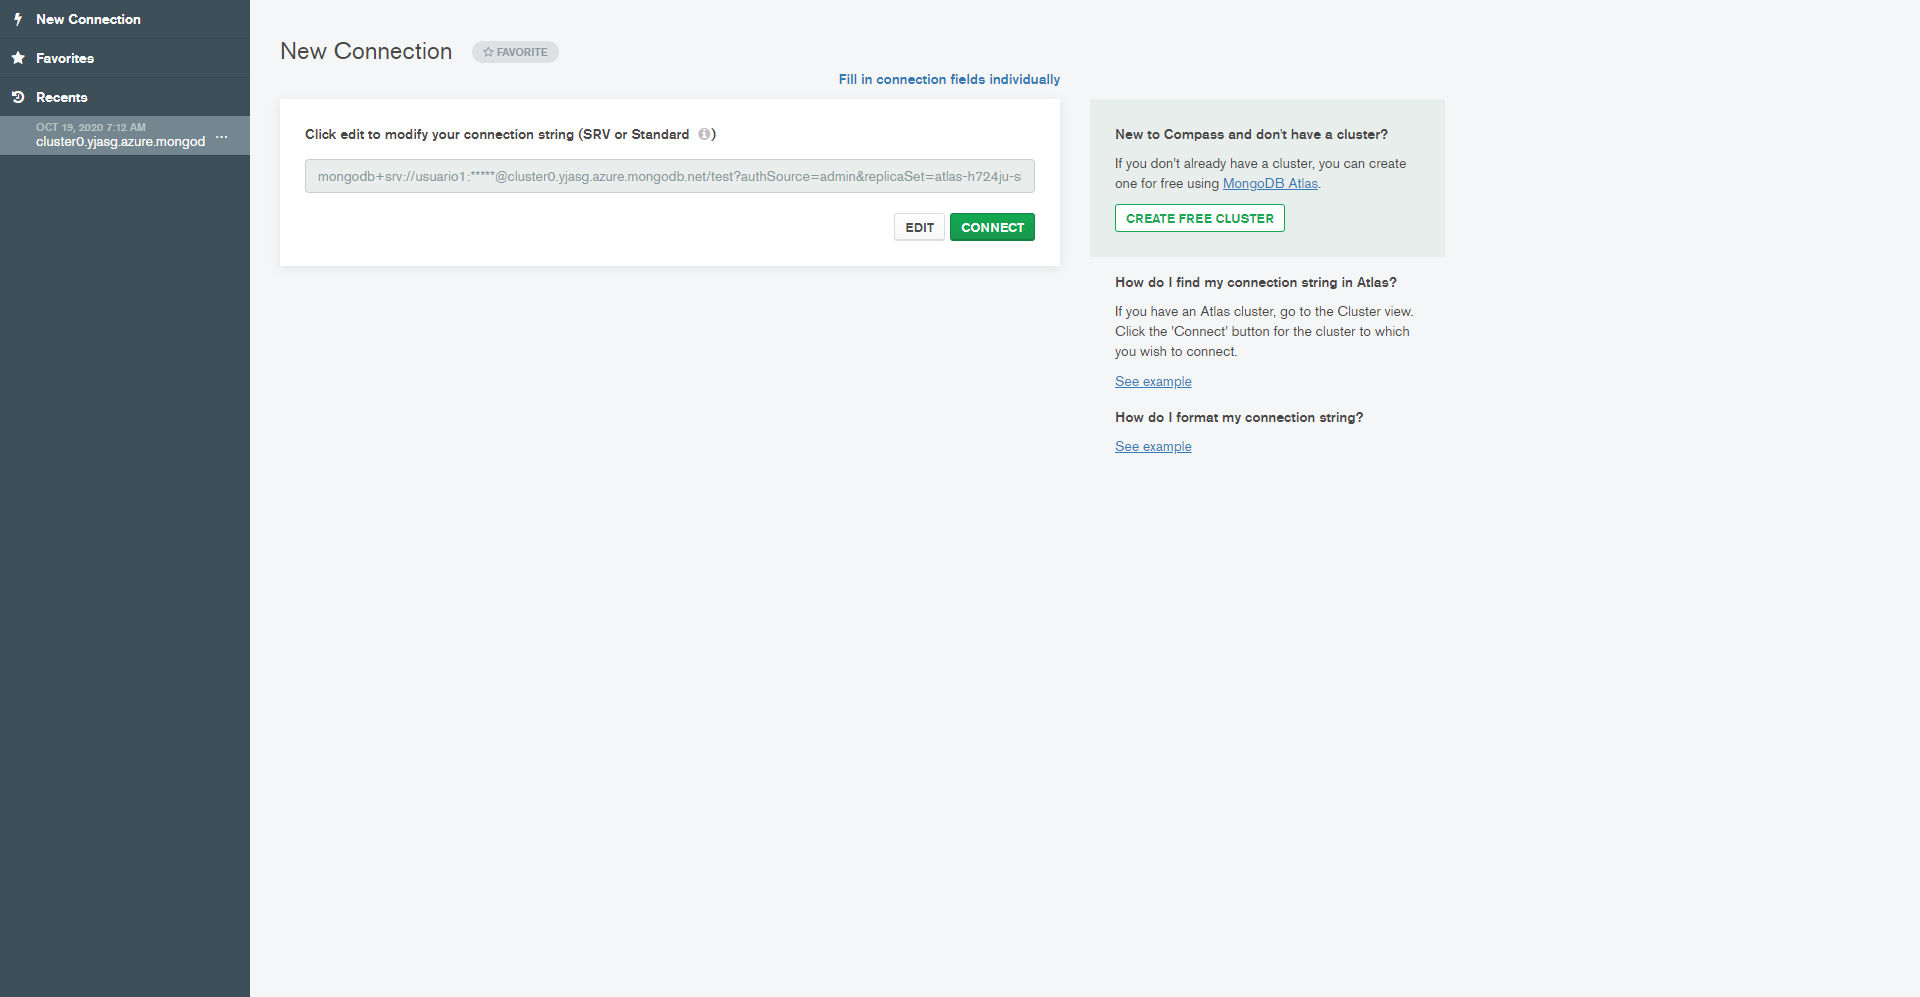 New Connection
Favorites
Recents
OCT 19, 2020 7:12 AM
cluster0.yjasg.azure.mongod
...
New Connection
FAVORITE
Fill in connection fields individually
Click edit to modify your connection string (SRV or Standard )
mongodb+srv://usuario1:*****@cluster0.yjasg.azure.mongodb.net/test?authSource=admin&replicaSet=atlas-h724ju-s
EDIT
CONNECT
New to Compass and don't have a cluster?
If you don't already have a cluster, you can create
one for free using MongoDB Atlas.
CREATE FREE CLUSTER
How do I find my connection string in Atlas?
If you have an Atlas cluster, go to the Cluster view.
Click the 'Connect' button for the cluster to which
you wish to connect.
See example
How do I format my connection string?
See example